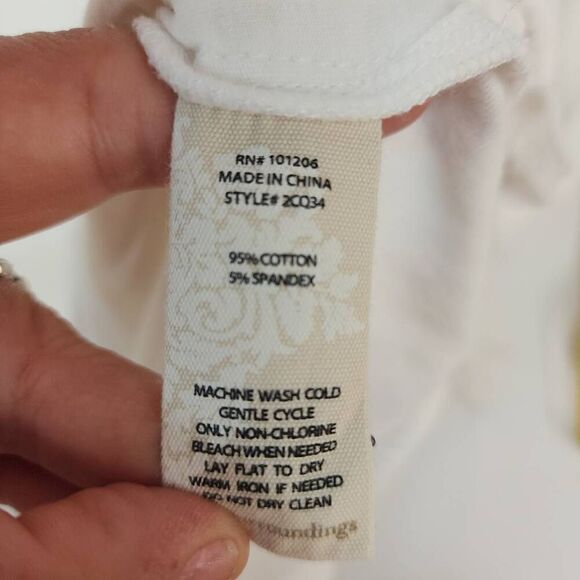 RN# 101206
MADE IN CHINA
STYLE# 2CQ34
95% COTTON
5% SPANDEX
MACHINE WASH COLD
GENTLE CYCLE
ONLY NON-CHLORINE
BLEACH WHEN NEEDED
LAY FLAT TO DRY
WARM IRON IF NEEDED
DO NOT DRY CLEAN